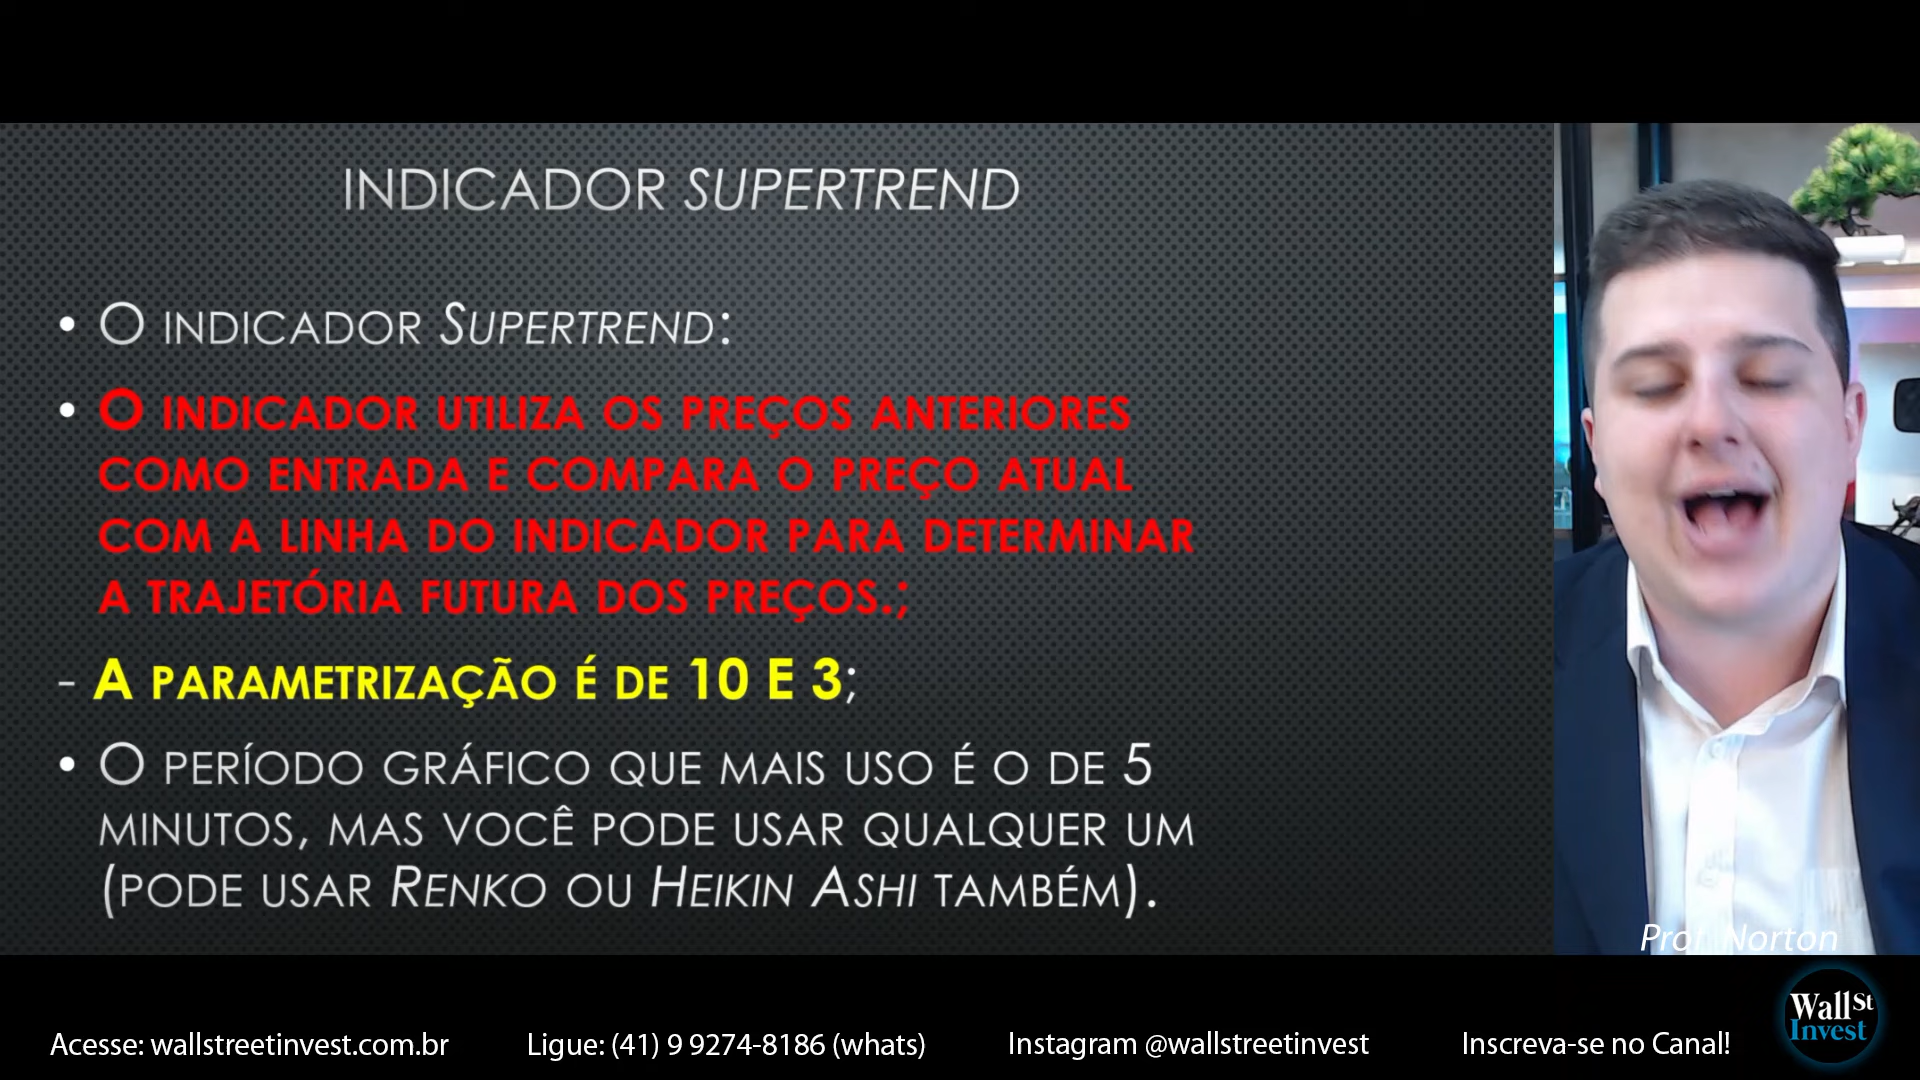 INDICADOR SUPERTREND
• O INDICADOR SUPERTREND:
• O INDICADOR UTILIZA OS PREÇOS ANTERIORES
COMO ENTRADA E COMPARA O PREÇO ATUAL
COM A LINHA DO INDICADOR PARA DETERMINAR
A TRAJETÓRIA FUTURA DOS PREÇOS.;
- A PARAMETRIZAÇÃO É DE 10 E 3;
• O PERÍODO GRÁFICO QUE MAIS USO É O DE 5
MINUTOS, MAS VOCÊ PODE USAR QUALQUER UM
(PODE USAR RENKO OU HEIKIN ASHI TAMBÉM).
Prof. Norton
Wall St
Invest
Acesse: wallstreetinvest.com.br
Ligue: (41) 9 9274-8186 (whats)
Instagram @wallstreetinvest
Inscreva-se no Canal!